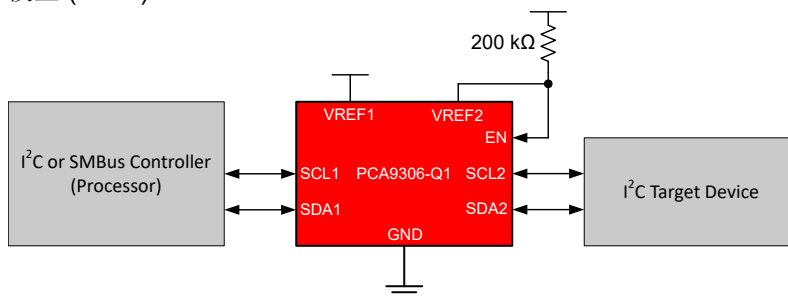 200 kΩ
VREF1
VREF2
EN
I²C or SMBus Controller
(Processor)
SCL1
PCA9306-Q1
SCL2
SDA1
SDA2
GND
I²C Target Device